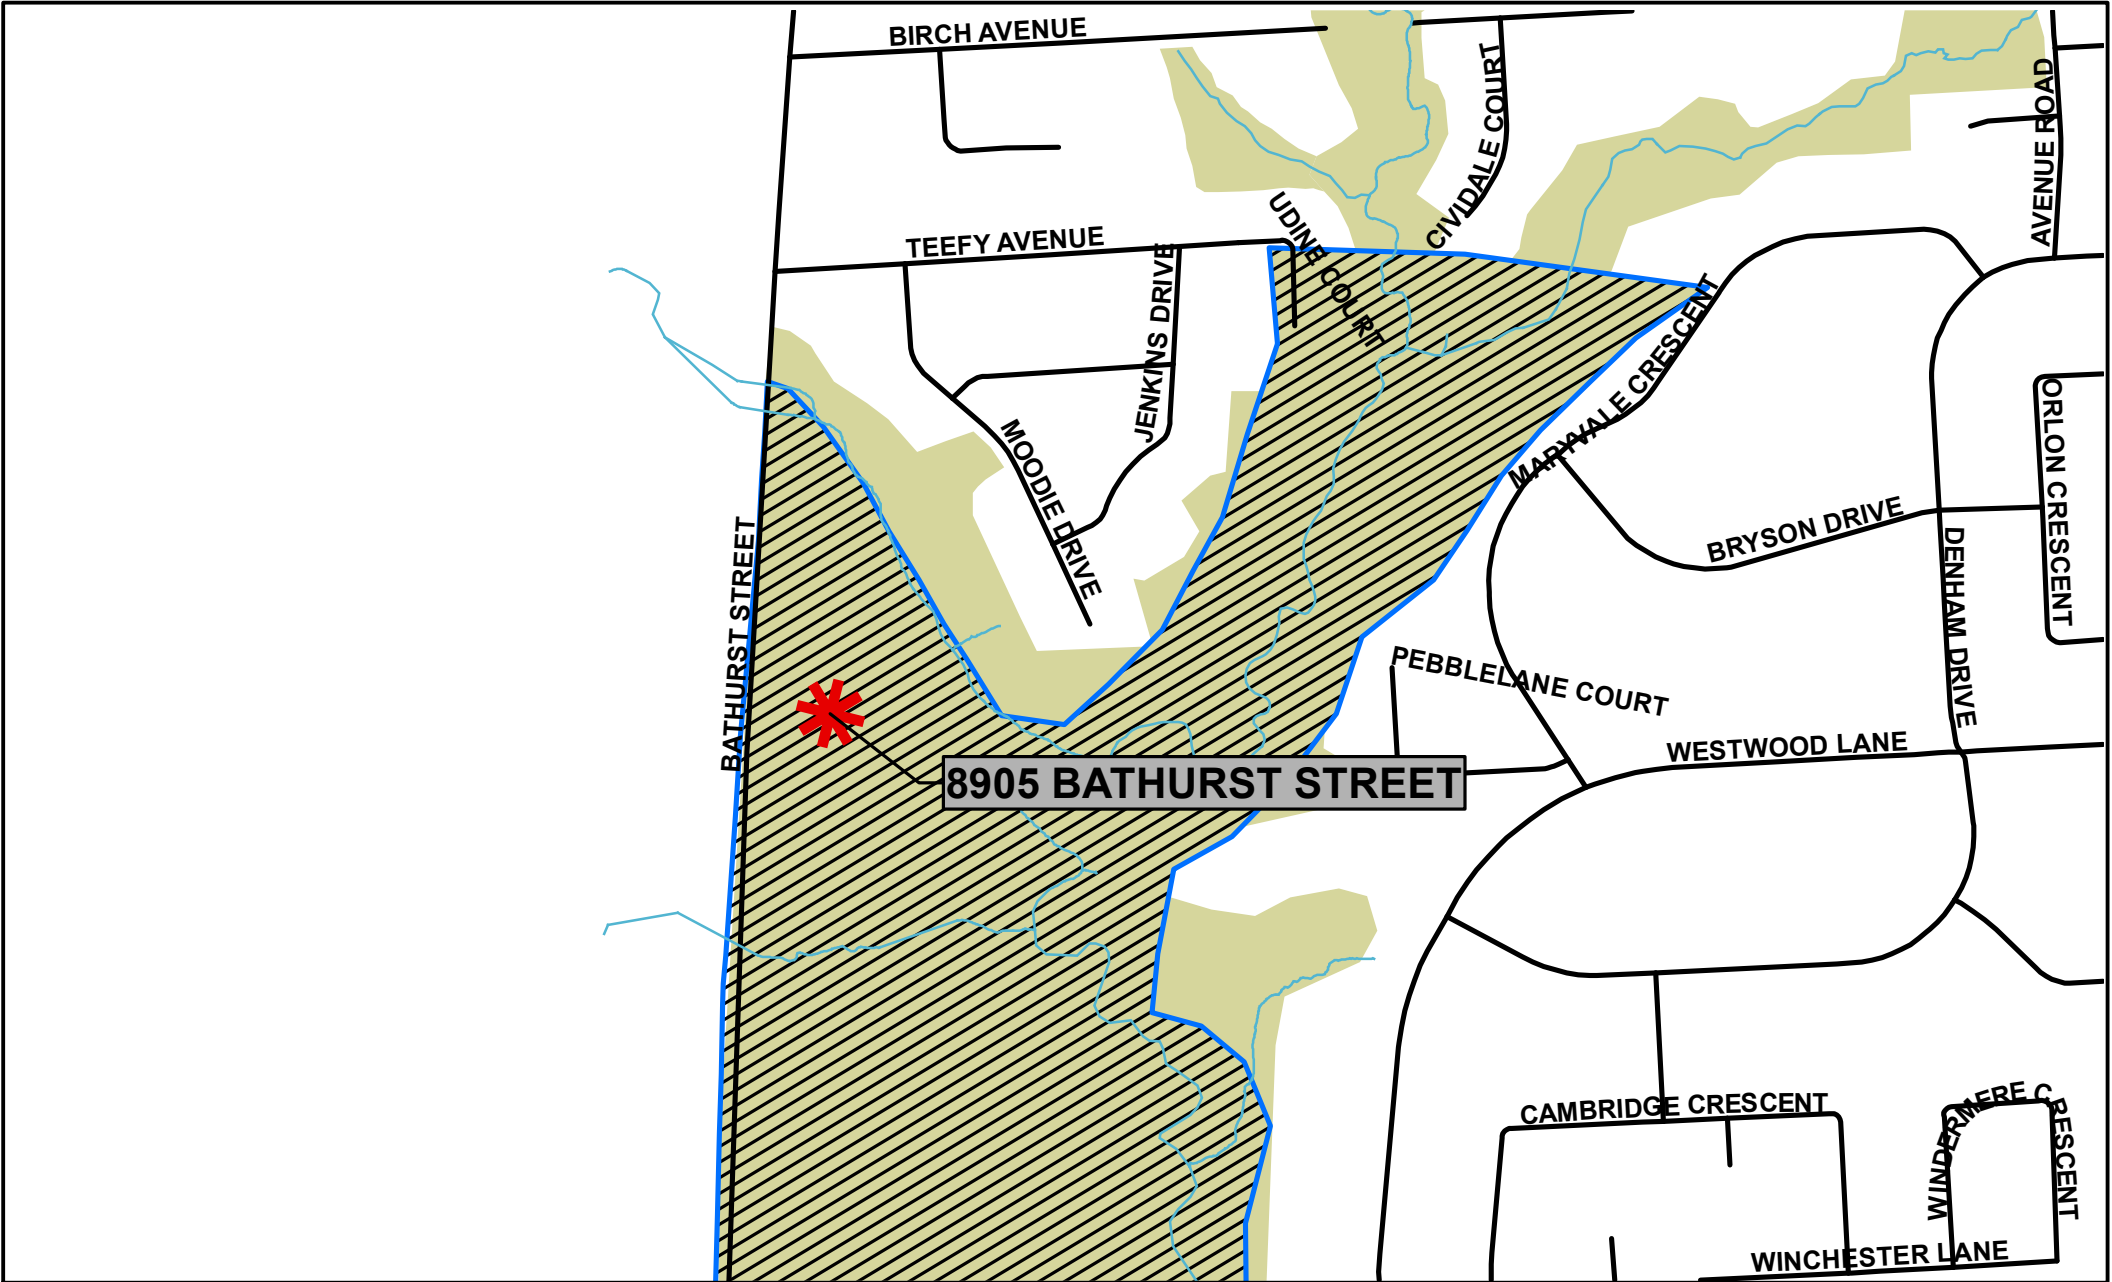 BIRCH AVENUE
CIVIDALE COURT
AVENUE ROAD
TEEFY AVENUE
UDINE COURT
JENKINS DRIVE
MARYVALE CRESCENT
MOODIE DRIVE
ORLON CRESCENT
BRYSON DRIVE
BATHURST STREET
DENHAM DRIVE
PEBBLELANE COURT
WESTWOOD LANE
8905 BATHURST STREET
CAMBRIDGE CRESCENT
WINDERMERE CRESCENT
WINCHESTER LANE